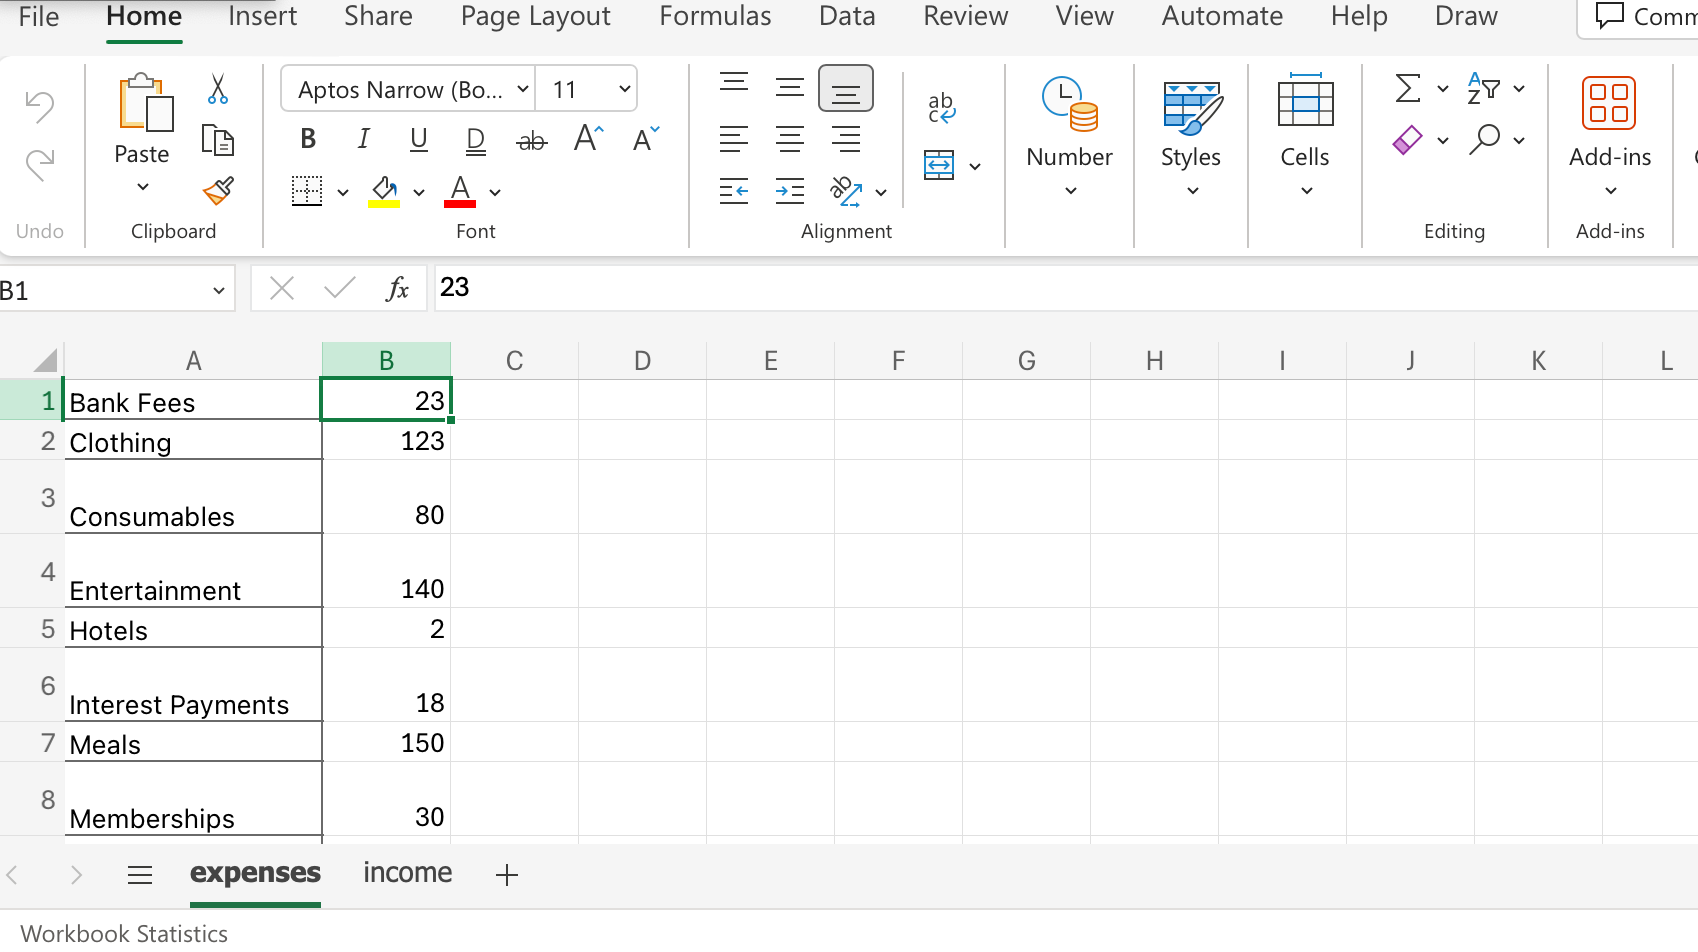 File Home Insert Share Page Layout Formulas Data Review View Automate Help Draw
Aptos Narrow (Bo... 11
B I U D ab A A
ab
c
A
Z
Paste
Number Styles Cells Add-ins
A
ab
Undo Clipboard Font Alignment Editing Add-ins
B1 fx 23
A B C D E F G H I J K L
1 Bank Fees 23
2 Clothing 123
3 Consumables 80
4 Entertainment 140
5 Hotels 2
6 Interest Payments 18
7 Meals 150
8 Memberships 30
expenses income
Workbook Statistics